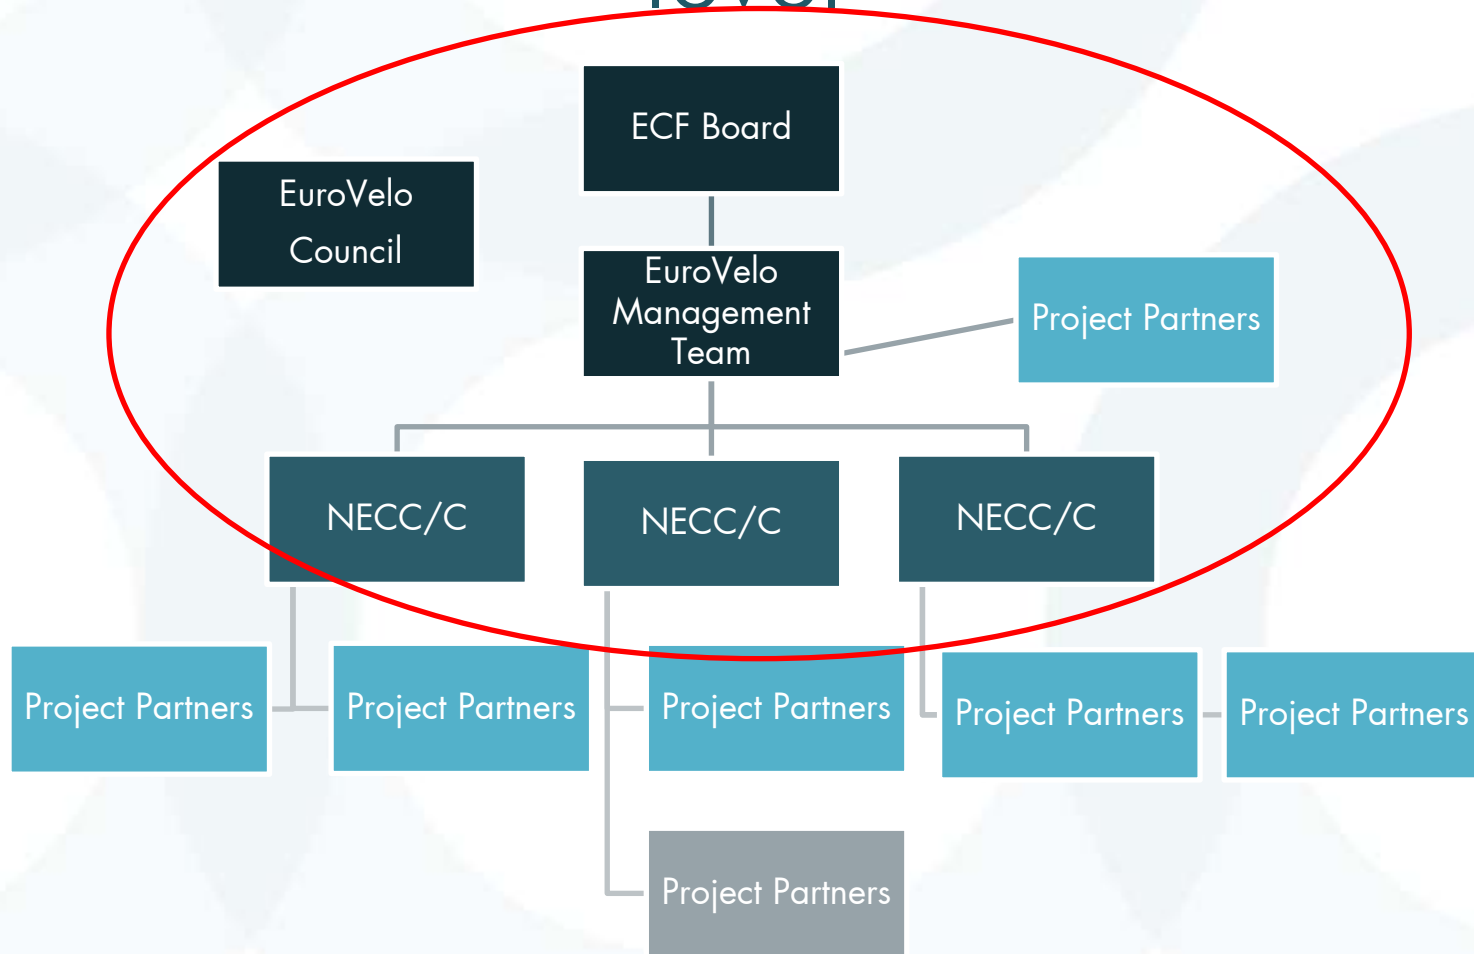 ECF Board
EuroVelo
Council
EuroVelo
Management
Team
Project Partners
NECC/C
NECC/C
NECC/C
Project Partners
Project Partners
Project Partners
Project Partners
Project Partners
Project Partners